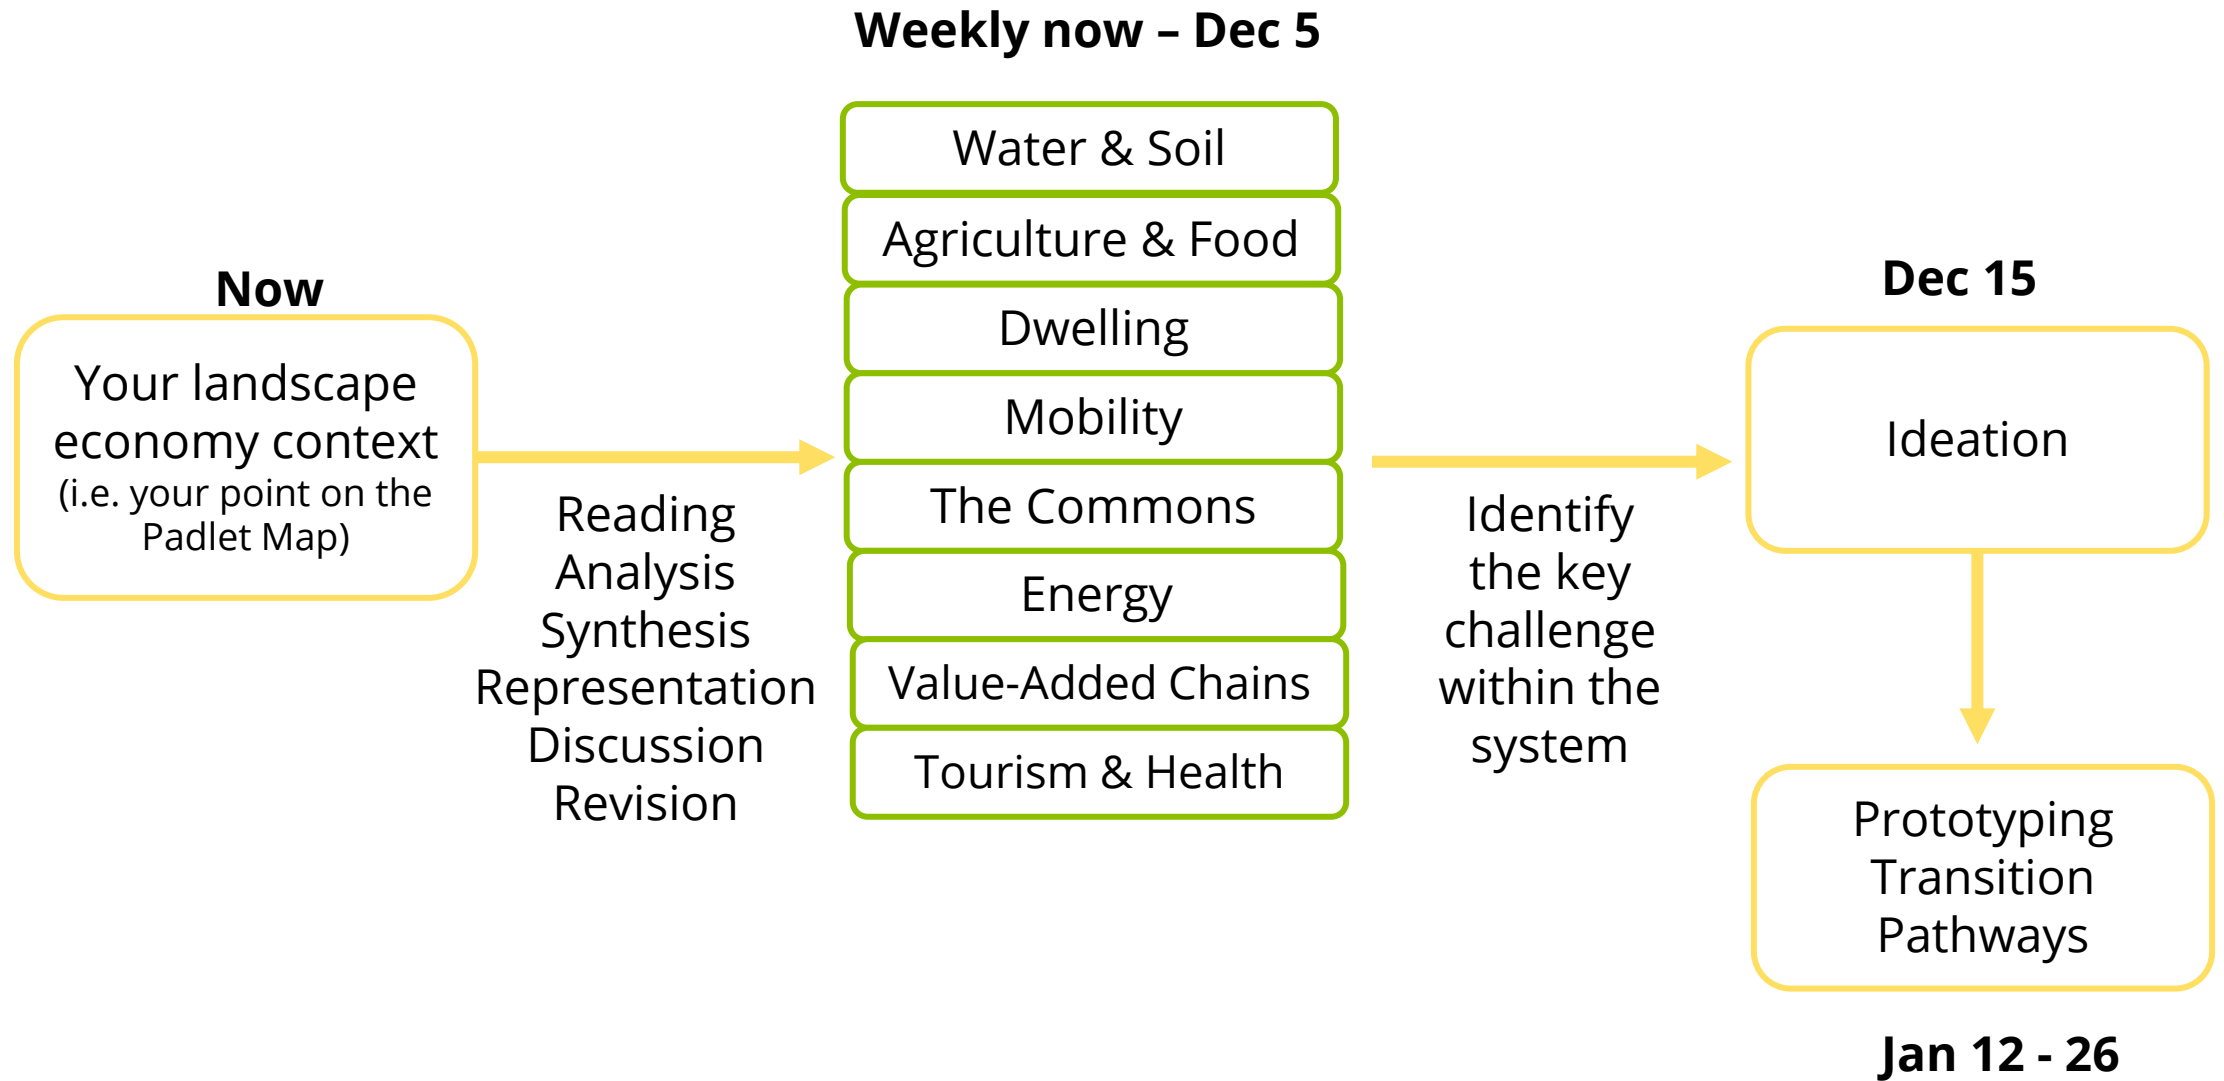 Weekly now – Dec 5
Now
Your landscape
economy context
(i.e. your point on the
Padlet Map)
Reading
Analysis
Synthesis
Representation
Discussion
Revision
Water & Soil
Agriculture & Food
Dwelling
Mobility
The Commons
Energy
Value-Added Chains
Tourism & Health
Identify
the key
challenge
within the
system
Dec 15
Ideation
Prototyping
Transition
Pathways
Jan 12 - 26